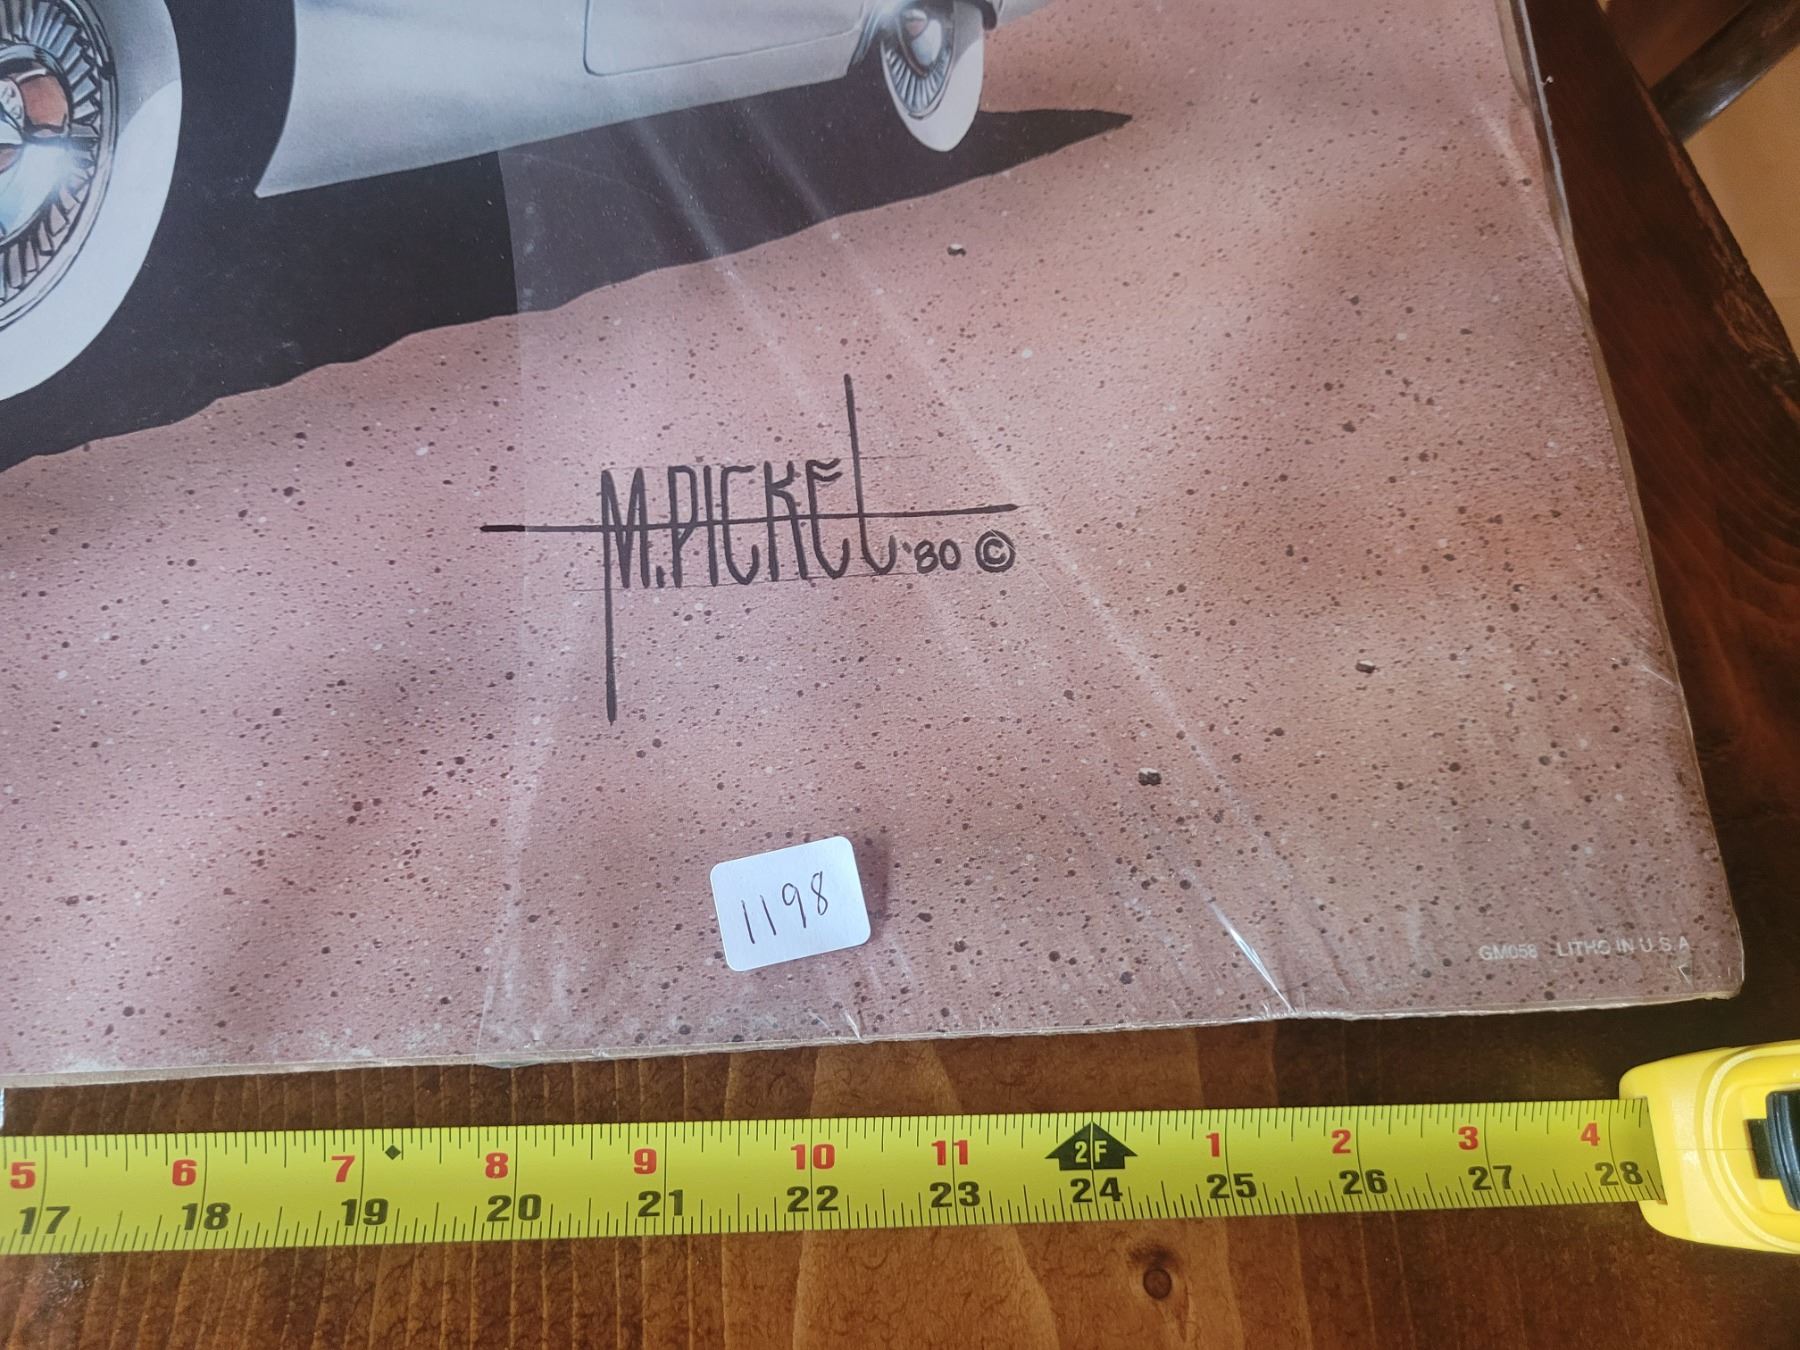 M. PICKEL '80 ©
1198
GM058 LITHO IN U.S.A
5 6 7 8 9 10 11 2F 1 2 3 4
17 18 19 20 21 22 23 24 25 26 27 28